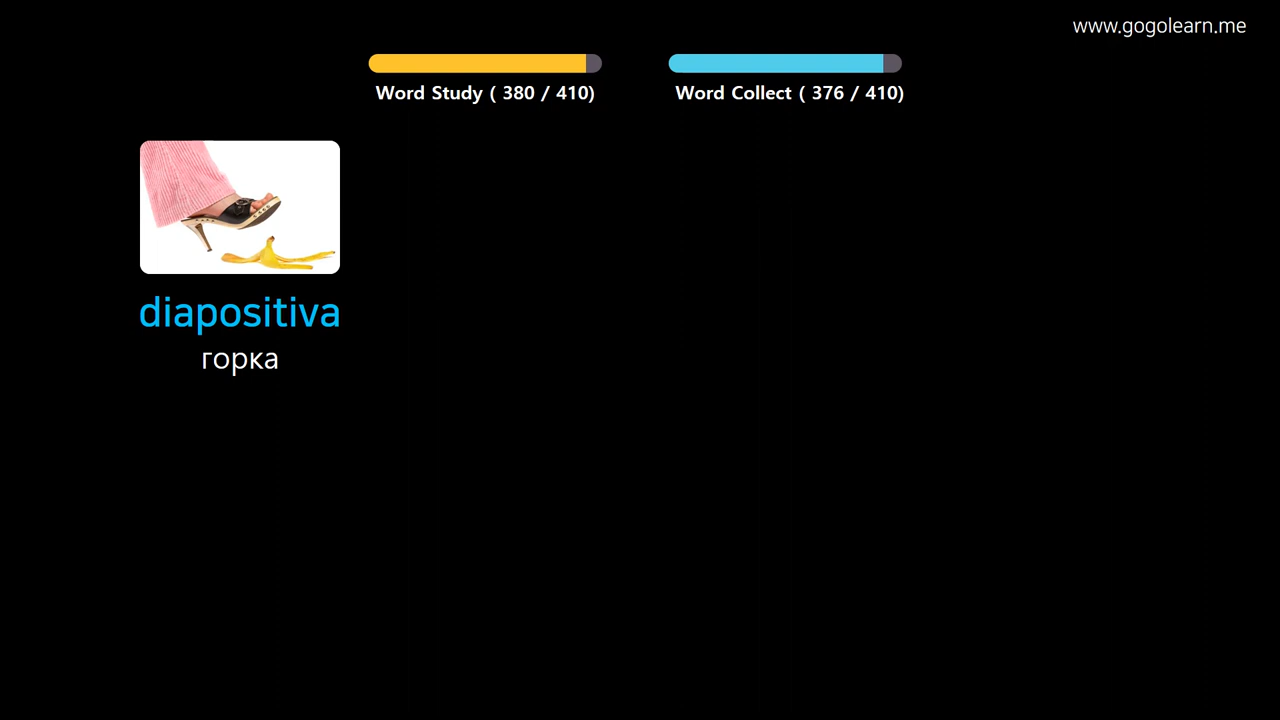 www.gogolearn.me
Word Study ( 380 / 410)
Word Collect ( 376 / 410)
diapositiva
горка